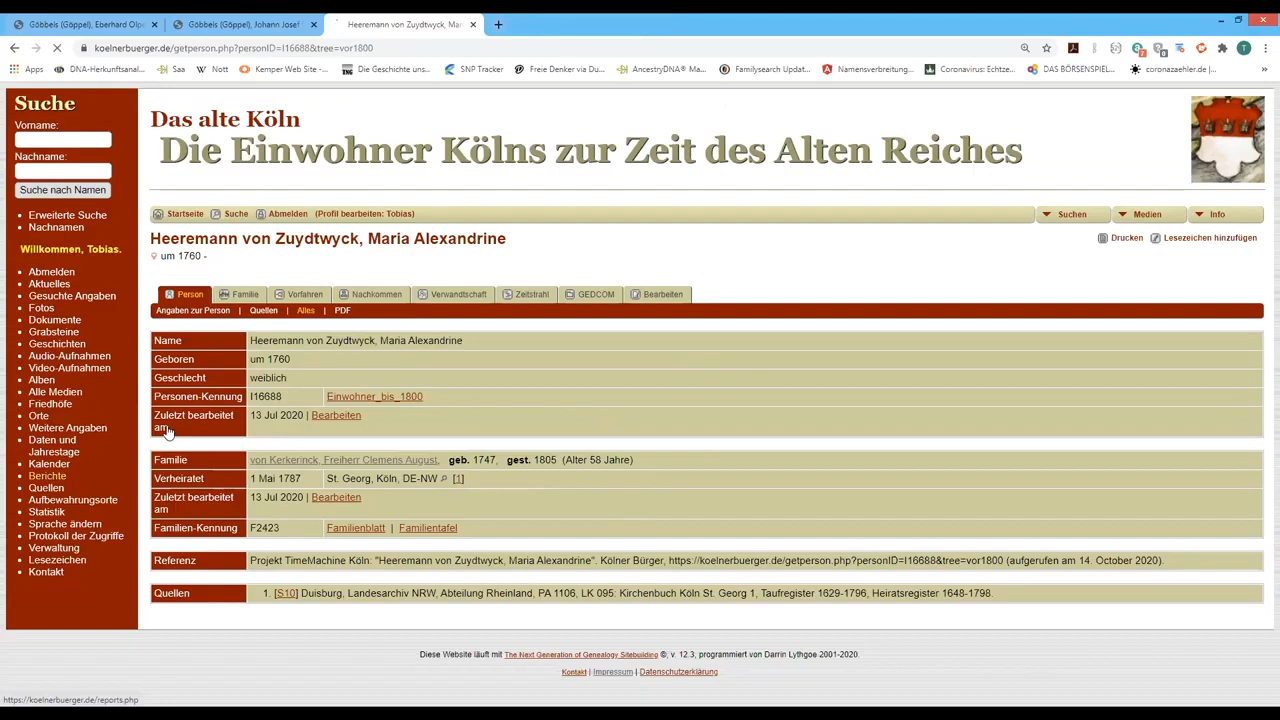 Göbbels (Göppel), Eberhard Olpe
Göbbels (Göppel), Johann Josef
Heeremann von Zuydtwyck, Mari
koelnerbuerger.de/getperson.php?personID=I16688&tree=vor1800
Apps DNA-Herkunftsanal... Saa Nott Kemper Web Site -... Die Geschichte uns... SNP Tracker Freie Denker via Du... AncestryDNA® Ma... Familysearch Updat... Namensverbreitung... Coronavirus: Echtze... DAS BÖRSENSPIEL... coronazaehler.de |... »
Suche
Vorname:
Nachname:
Suche nach Namen
Erweiterte Suche
Nachnamen
Willkommen, Tobias.
Abmelden
Aktuelles
Gesuchte Angaben
Fotos
Dokumente
Grabsteine
Geschichten
Audio-Aufnahmen
Video-Aufnahmen
Alben
Alle Medien
Friedhöfe
Orte
Weitere Angaben
Daten und
Jahrestage
Kalender
Berichte
Quellen
Aufbewahrungsorte
Statistik
Sprache ändern
Protokoll der Zugriffe
Verwaltung
Lesezeichen
Kontakt
Das alte Köln
Die Einwohner Kölns zur Zeit des Alten Reiches
Startseite Suche Abmelden (Profil bearbeiten: Tobias) Suchen Medien Info
Heeremann von Zuydtwyck, Maria Alexandrine
Drucken Lesezeichen hinzufügen
♀ um 1760 -
Person Familie Vorfahren Nachkommen Verwandtschaft Zeitstrahl GEDCOM Bearbeiten
Angaben zur Person | Quellen | Alles | PDF
Name Heeremann von Zuydtwyck, Maria Alexandrine
Geboren um 1760
Geschlecht weiblich
Personen-Kennung I16688 Einwohner_bis_1800
Zuletzt bearbeitet 13 Jul 2020 | Bearbeiten
am
Familie von Kerkerinck, Freiherr Clemens August, geb. 1747, gest. 1805 (Alter 58 Jahre)
Verheiratet 1 Mai 1787 St. Georg, Köln, DE-NW [1]
Zuletzt bearbeitet 13 Jul 2020 | Bearbeiten
am
Familien-Kennung F2423 Familienblatt | Familientafel
Referenz Projekt TimeMachine Köln: "Heeremann von Zuydtwyck, Maria Alexandrine". Kölner Bürger, https://koelnerbuerger.de/getperson.php?personID=I16688&tree=vor1800 (aufgerufen am 14. October 2020).
Quellen 1. [S10] Duisburg, Landesarchiv NRW, Abteilung Rheinland, PA 1106, LK 095: Kirchenbuch Köln St. Georg 1, Taufregister 1629-1796, Heiratsregister 1648-1798.
Diese Website läuft mit The Next Generation of Genealogy Sitebuilding ©, v. 12.3, programmiert von Darrin Lythgoe 2001-2020.
Kontakt | Impressum | Datenschutzerklärung
https://koelnerbuerger.de/reports.php